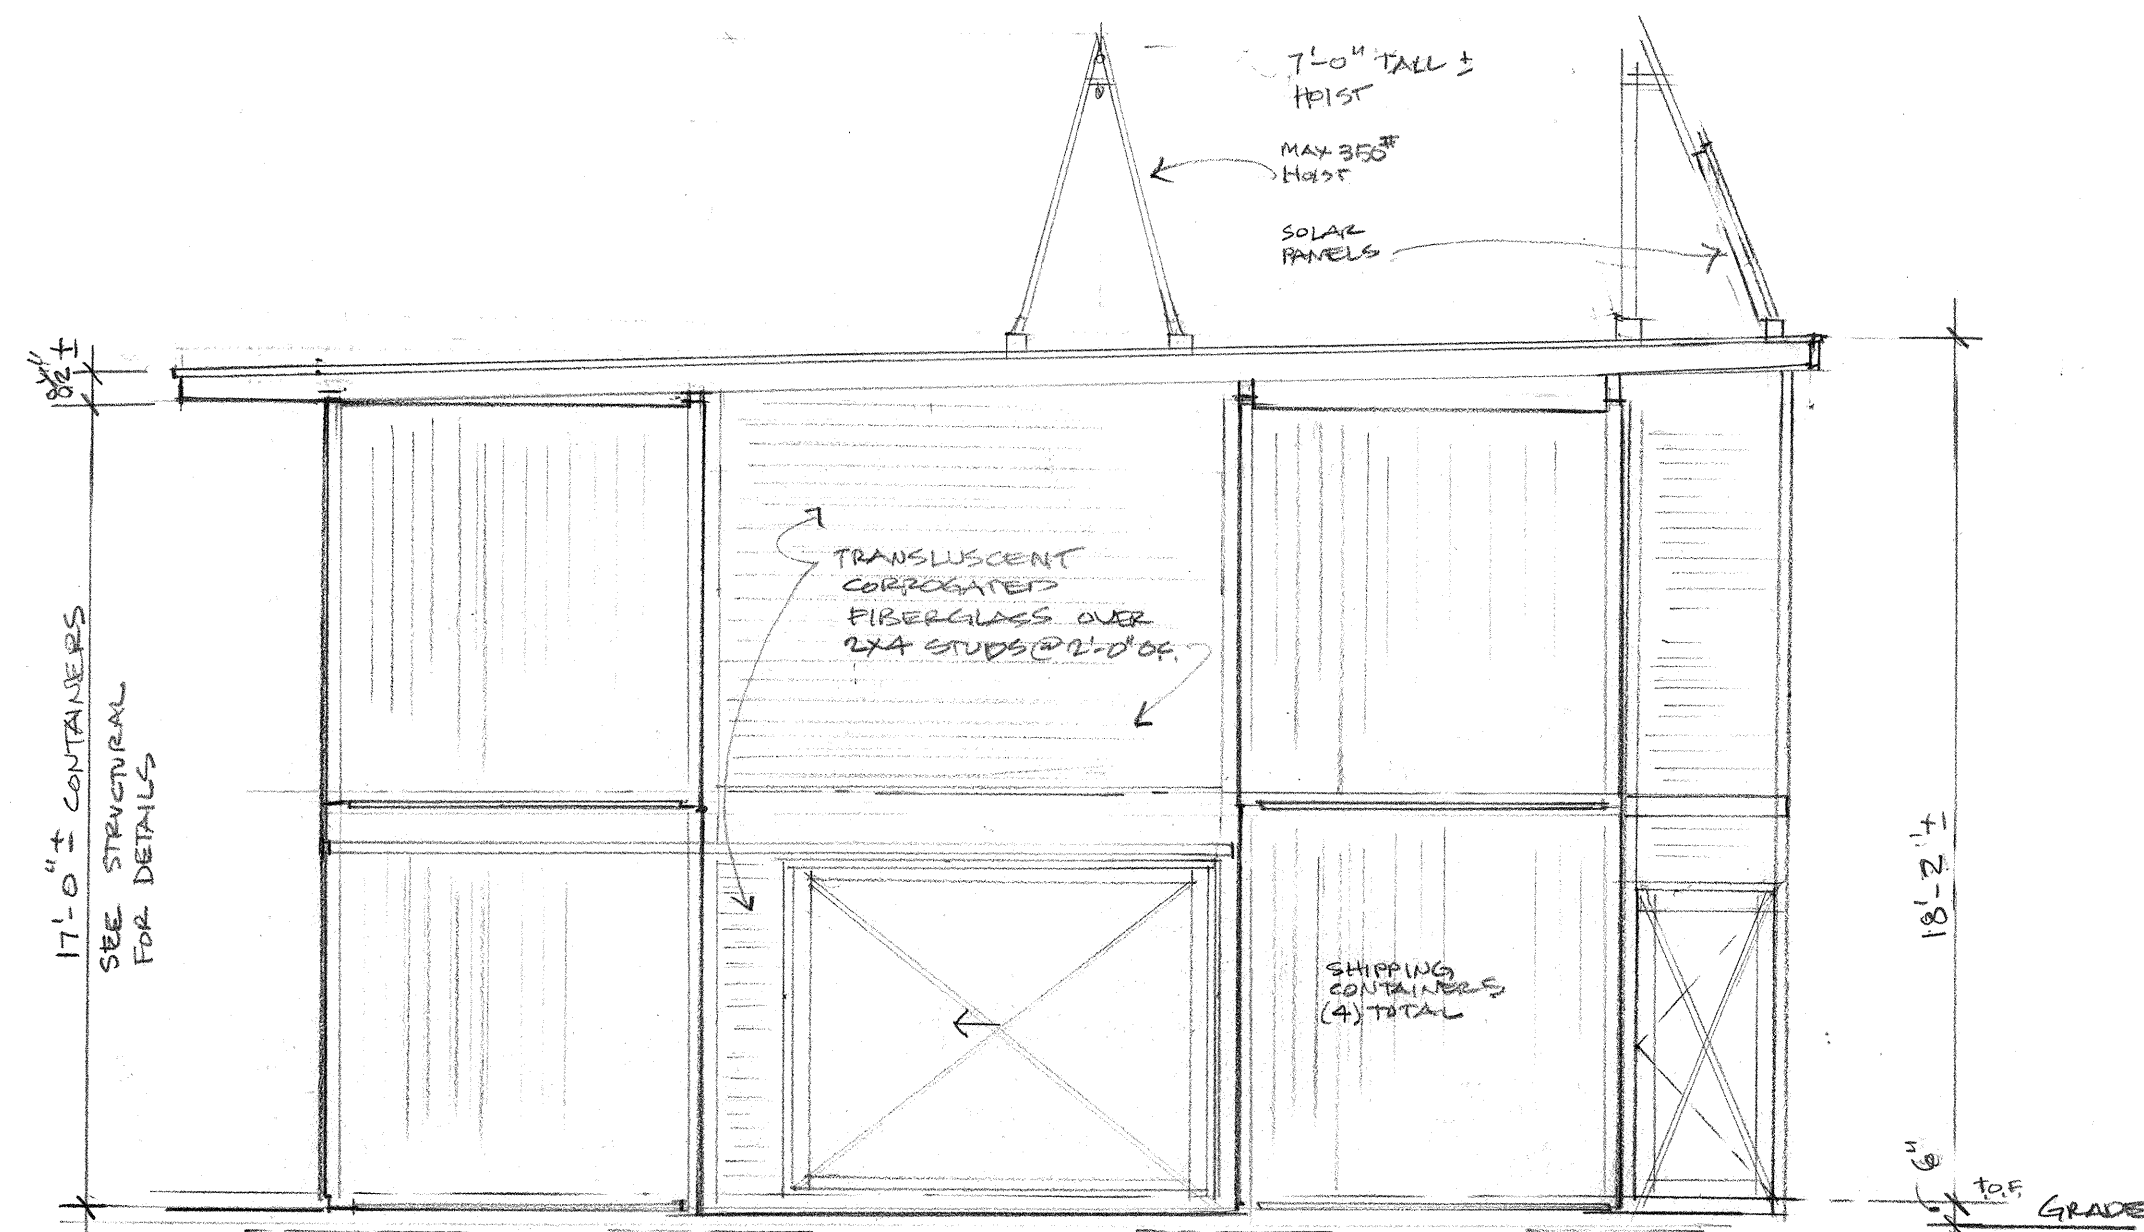 7'-0" TALL ±
HOIST
MAX 350#
HOIST
SOLAR
PANELS
TRANSLUSCENT
CORROGATED
FIBERGLASS OVER
2X4 STUDS @ 2'-0" O.C.
SHIPPING
CONTAINERS
(4) TOTAL
17'-0"± CONTAINERS
SEE STRUCTURAL
FOR DETAILS
18'-2"±
6"
T.O.F.
GRADE